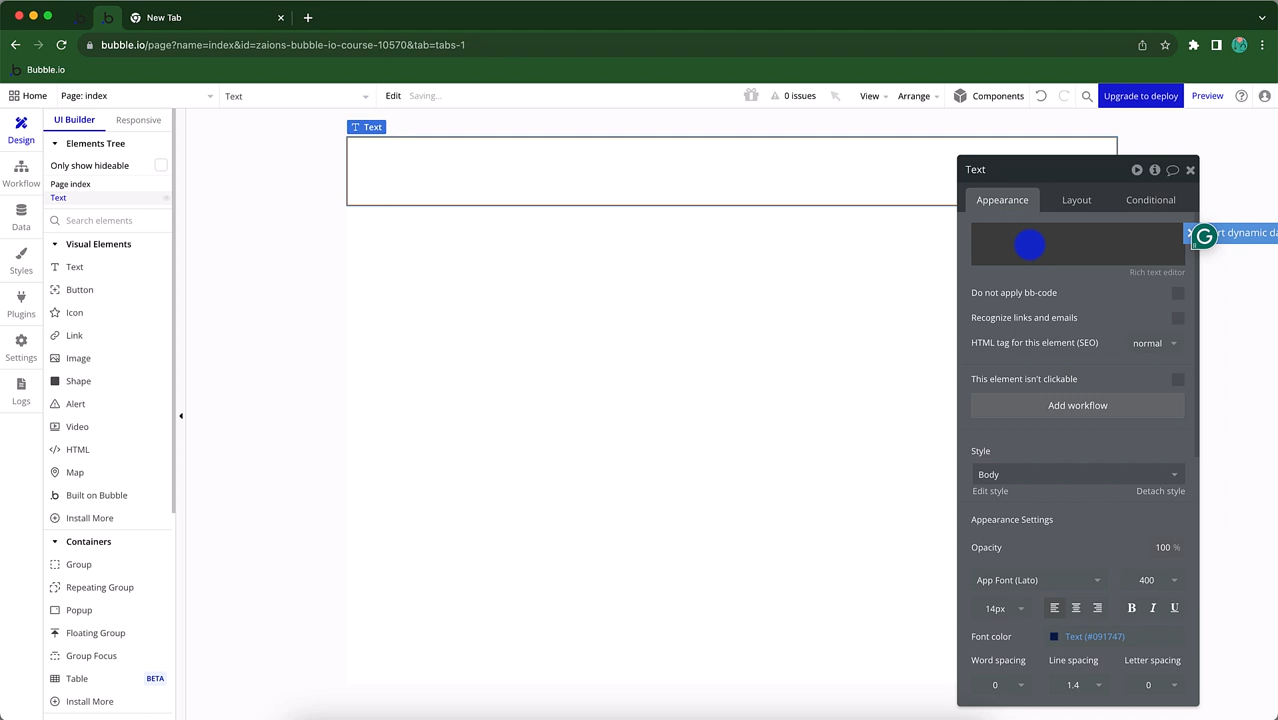 New Tab
bubble.io/page?name=index&id=zaions-bubble-io-course-10570&tab=tabs-1
Bubble.io
Home
Page: index
Text
Edit
Saving...
0 issues
View
Arrange
Components
Upgrade to deploy
Preview
Design
Workflow
Data
Styles
Plugins
Settings
Logs
UI Builder
Responsive
Elements Tree
Only show hideable
Page index
Text
Search elements
Visual Elements
Text
Button
Icon
Link
Image
Shape
Alert
Video
HTML
Map
Built on Bubble
Install More
Containers
Group
Repeating Group
Popup
Floating Group
Group Focus
Table BETA
Install More
Text
Text
Appearance
Layout
Conditional
rt dynamic da
Rich text editor
Do not apply bb-code
Recognize links and emails
HTML tag for this element (SEO) normal
This element isn't clickable
Add workflow
Style
Body
Edit style Detach style
Appearance Settings
Opacity 100 %
App Font (Lato) 400
14px B I U
Font color Text (#091747)
Word spacing Line spacing Letter spacing
0 1.4 0